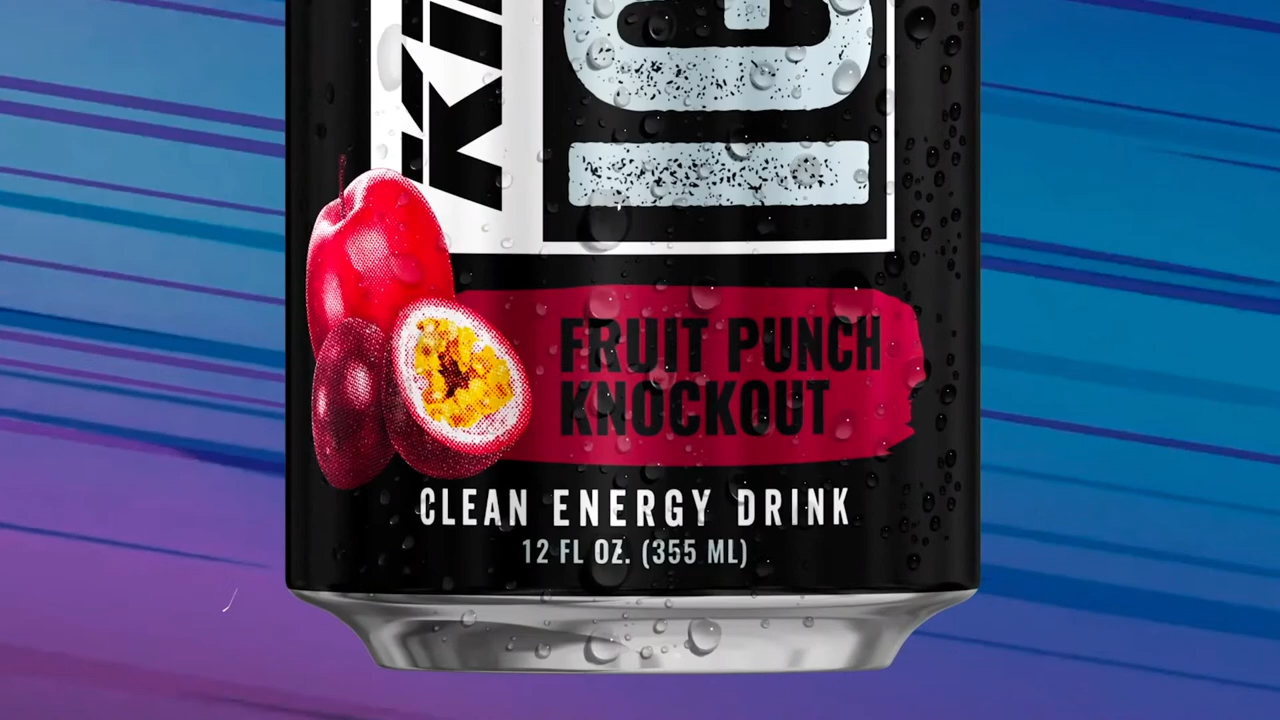 FRUIT PUNCH
KNOCKOUT
CLEAN ENERGY DRINK
12 FL OZ. (355 ML)